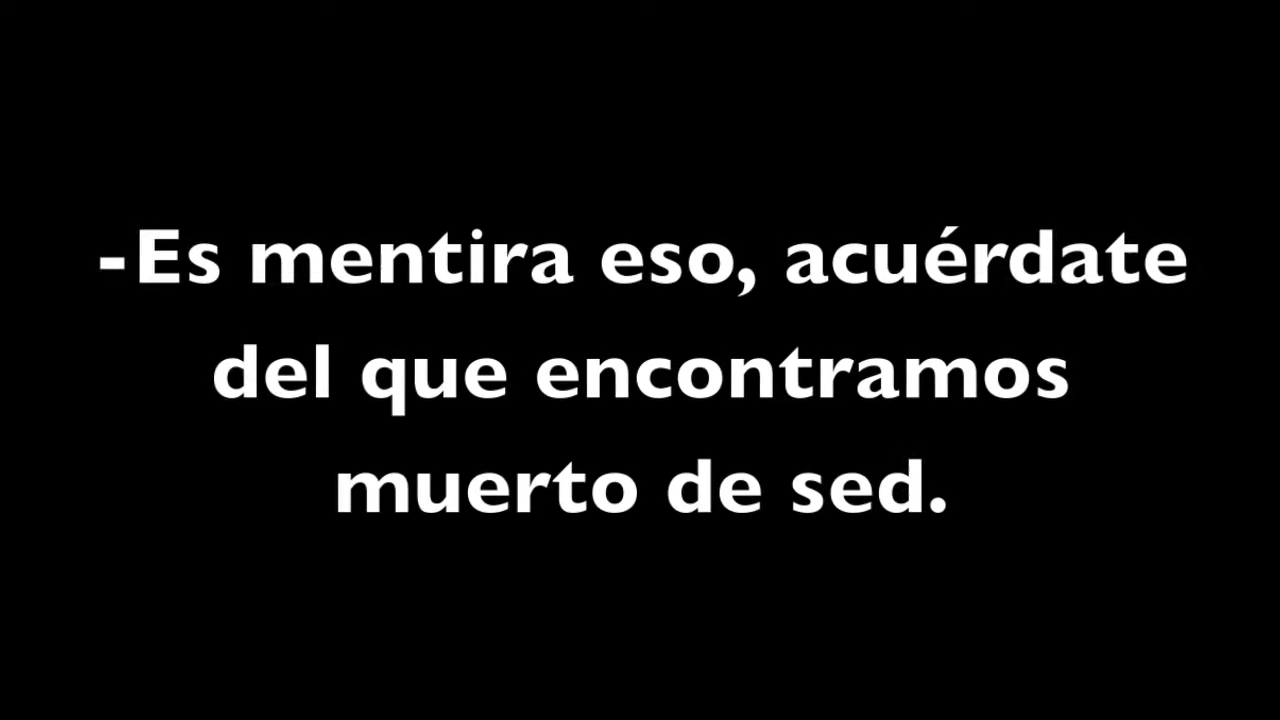 -Es mentira eso, acuérdate
del que encontramos
muerto de sed.